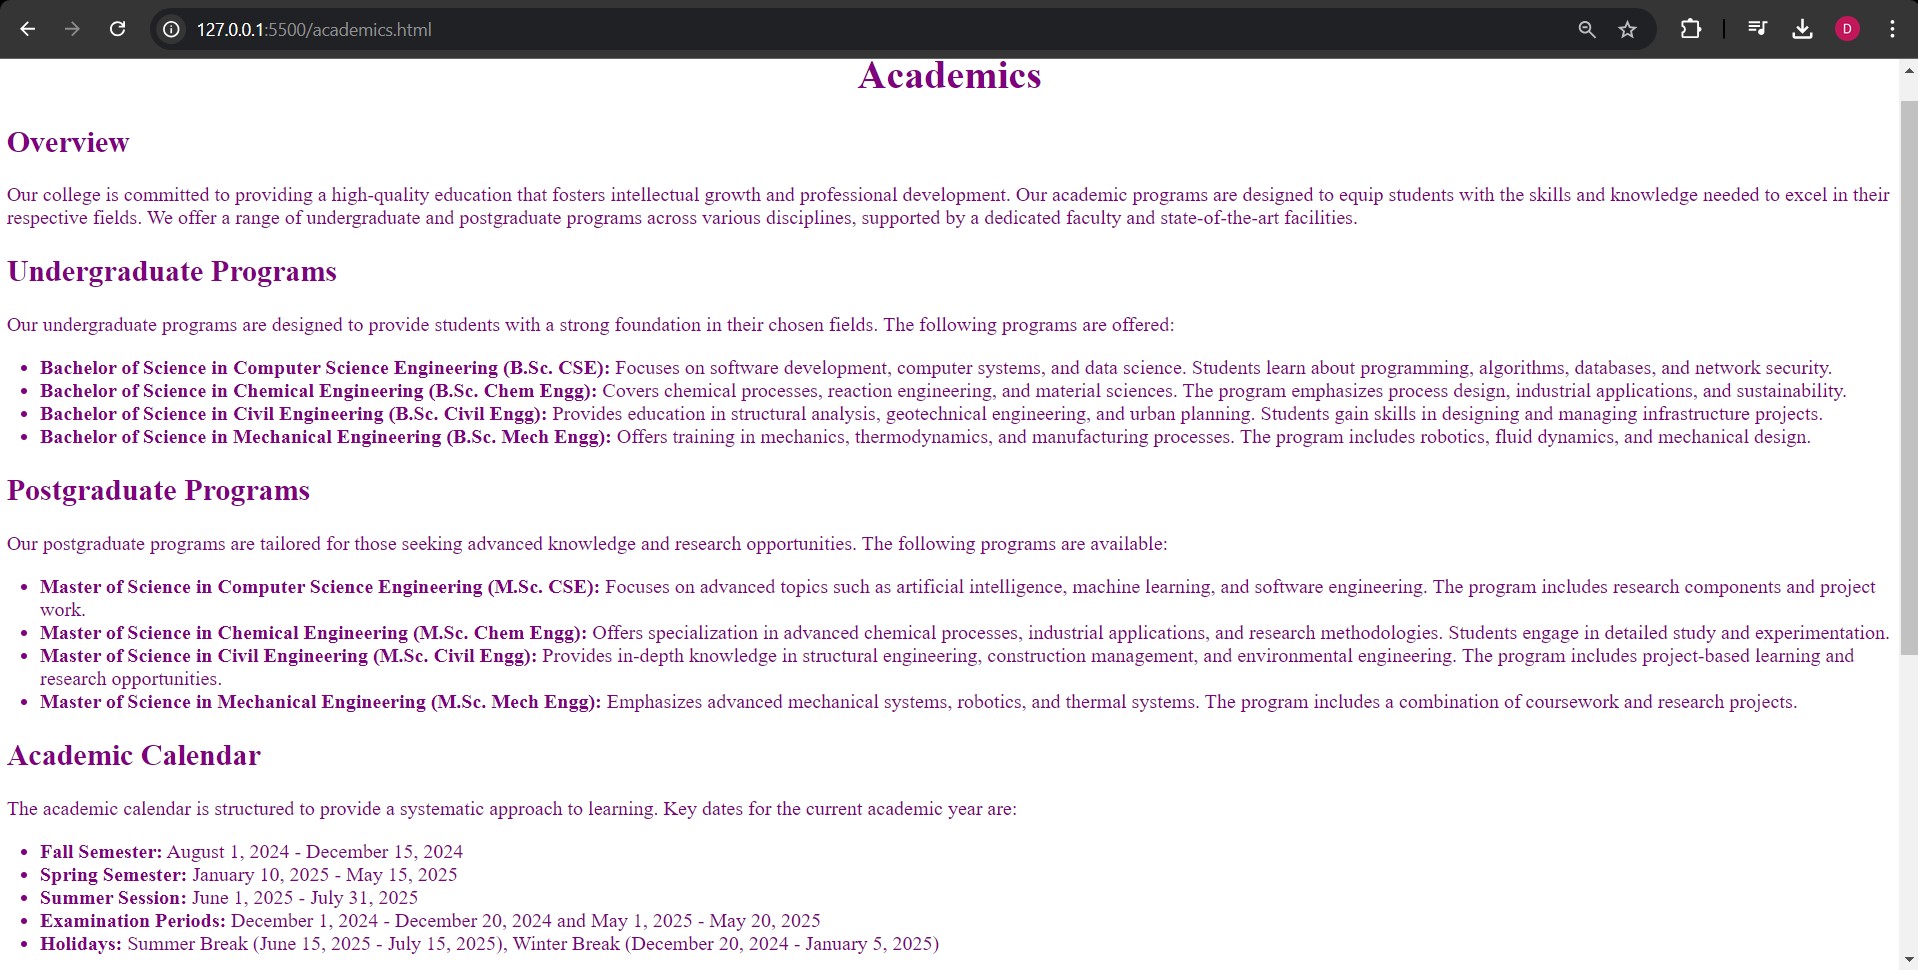 127.0.0.1:5500/academics.html
D
Academics
Overview
Our college is committed to providing a high-quality education that fosters intellectual growth and professional development. Our academic programs are designed to equip students with the skills and knowledge needed to excel in their
respective fields. We offer a range of undergraduate and postgraduate programs across various disciplines, supported by a dedicated faculty and state-of-the-art facilities.
Undergraduate Programs
Our undergraduate programs are designed to provide students with a strong foundation in their chosen fields. The following programs are offered:
• Bachelor of Science in Computer Science Engineering (B.Sc. CSE): Focuses on software development, computer systems, and data science. Students learn about programming, algorithms, databases, and network security.
• Bachelor of Science in Chemical Engineering (B.Sc. Chem Engg): Covers chemical processes, reaction engineering, and material sciences. The program emphasizes process design, industrial applications, and sustainability.
• Bachelor of Science in Civil Engineering (B.Sc. Civil Engg): Provides education in structural analysis, geotechnical engineering, and urban planning. Students gain skills in designing and managing infrastructure projects.
• Bachelor of Science in Mechanical Engineering (B.Sc. Mech Engg): Offers training in mechanics, thermodynamics, and manufacturing processes. The program includes robotics, fluid dynamics, and mechanical design.
Postgraduate Programs
Our postgraduate programs are tailored for those seeking advanced knowledge and research opportunities. The following programs are available:
• Master of Science in Computer Science Engineering (M.Sc. CSE): Focuses on advanced topics such as artificial intelligence, machine learning, and software engineering. The program includes research components and project
work.
• Master of Science in Chemical Engineering (M.Sc. Chem Engg): Offers specialization in advanced chemical processes, industrial applications, and research methodologies. Students engage in detailed study and experimentation.
• Master of Science in Civil Engineering (M.Sc. Civil Engg): Provides in-depth knowledge in structural engineering, construction management, and environmental engineering. The program includes project-based learning and
research opportunities.
• Master of Science in Mechanical Engineering (M.Sc. Mech Engg): Emphasizes advanced mechanical systems, robotics, and thermal systems. The program includes a combination of coursework and research projects.
Academic Calendar
The academic calendar is structured to provide a systematic approach to learning. Key dates for the current academic year are:
• Fall Semester: August 1, 2024 - December 15, 2024
• Spring Semester: January 10, 2025 - May 15, 2025
• Summer Session: June 1, 2025 - July 31, 2025
• Examination Periods: December 1, 2024 - December 20, 2024 and May 1, 2025 - May 20, 2025
• Holidays: Summer Break (June 15, 2025 - July 15, 2025), Winter Break (December 20, 2024 - January 5, 2025)